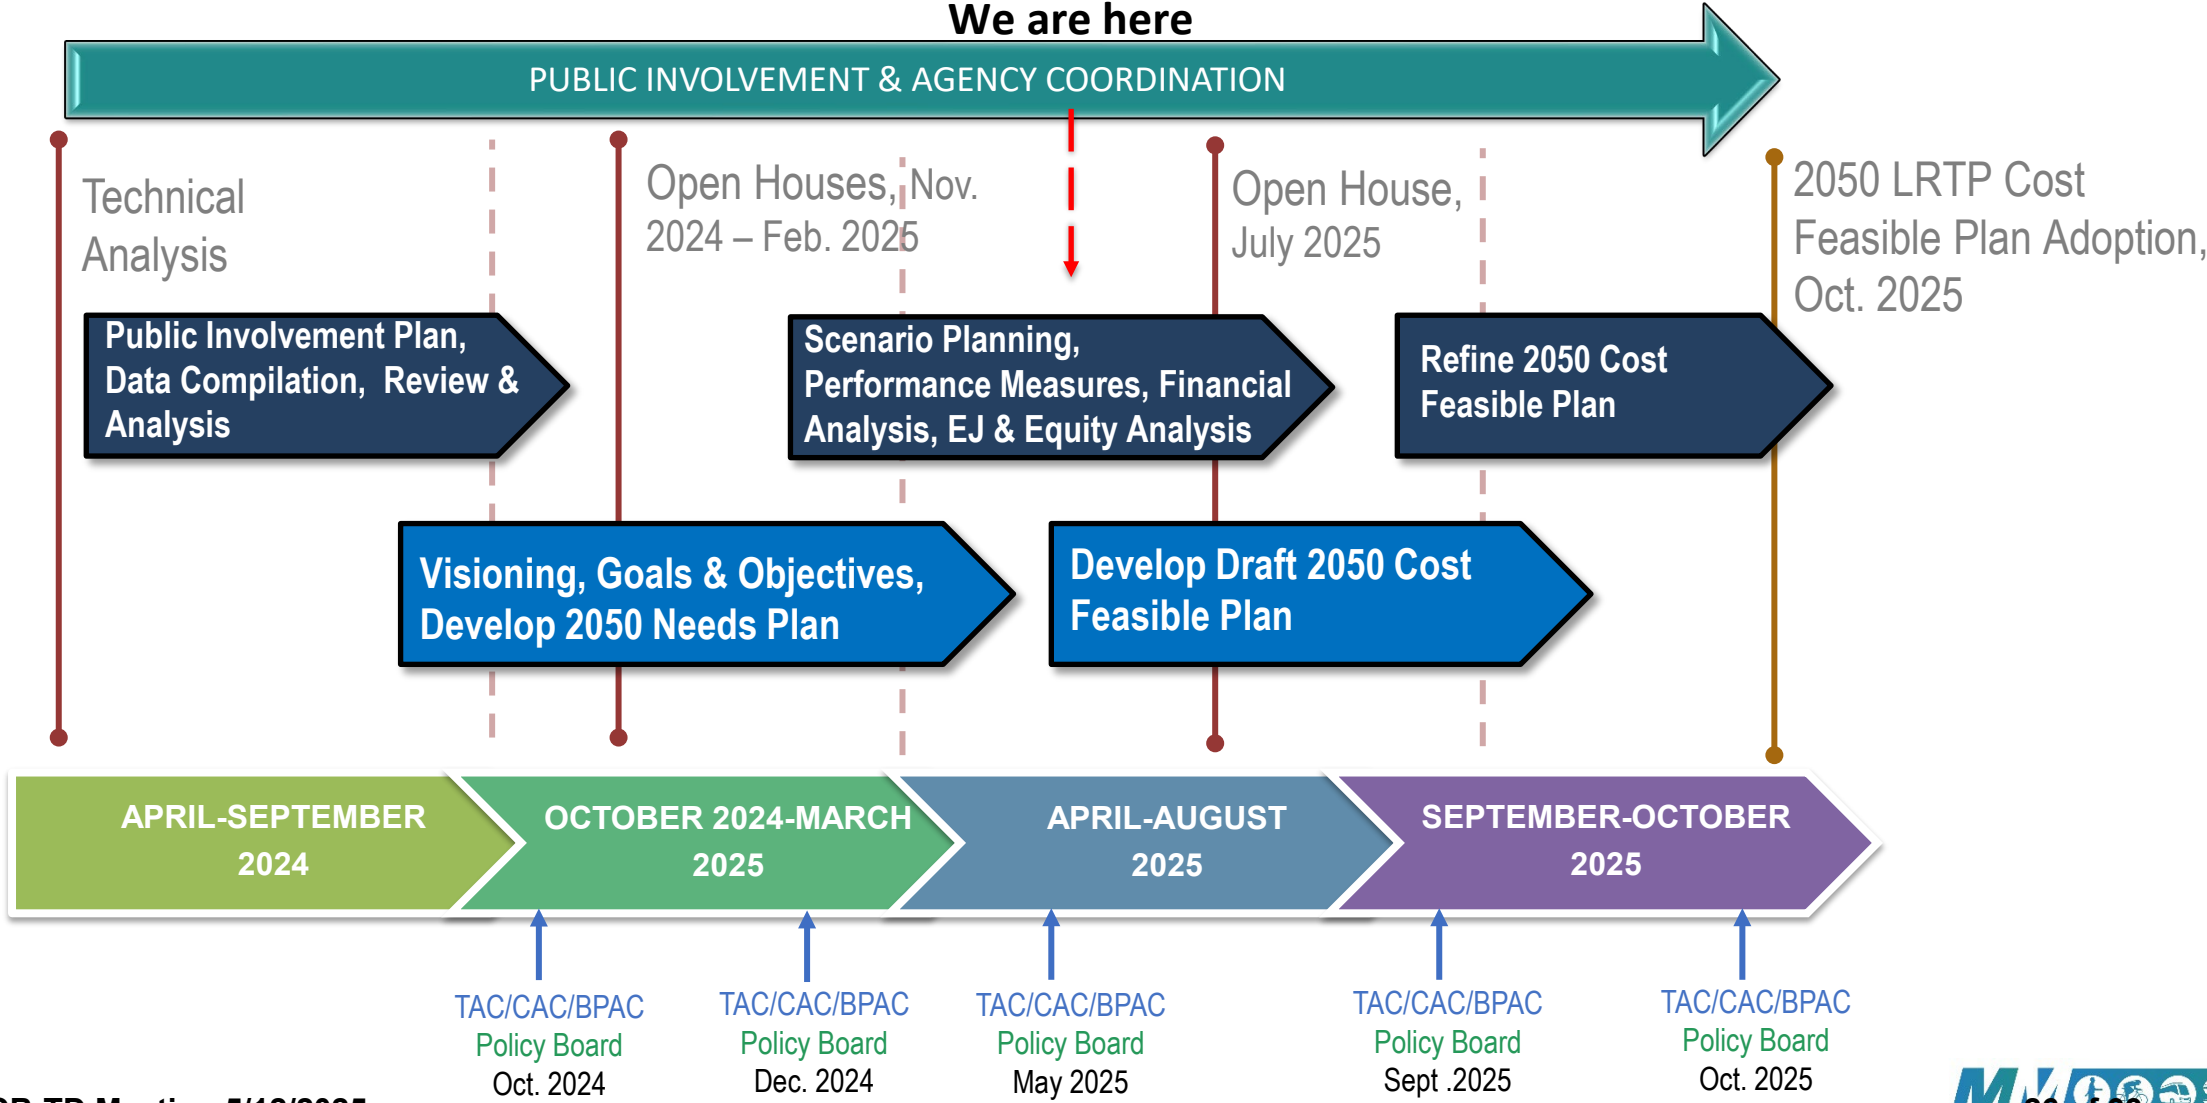 We are here
PUBLIC INVOLVEMENT & AGENCY COORDINATION
Technical
Analysis
Open Houses, Nov.
2024 – Feb. 2025
Open House,
July 2025
2050 LRTP Cost
Feasible Plan Adoption,
Oct. 2025
Public Involvement Plan,
Data Compilation, Review &
Analysis
Scenario Planning,
Performance Measures, Financial
Analysis, EJ & Equity Analysis
Refine 2050 Cost
Feasible Plan
Visioning, Goals & Objectives,
Develop 2050 Needs Plan
Develop Draft 2050 Cost
Feasible Plan
APRIL-SEPTEMBER
2024
OCTOBER 2024-MARCH
2025
APRIL-AUGUST
2025
SEPTEMBER-OCTOBER
2025
TAC/CAC/BPAC
Policy Board
Oct. 2024
TAC/CAC/BPAC
Policy Board
Dec. 2024
TAC/CAC/BPAC
Policy Board
May 2025
TAC/CAC/BPAC
Policy Board
Sept .2025
TAC/CAC/BPAC
Policy Board
Oct. 2025